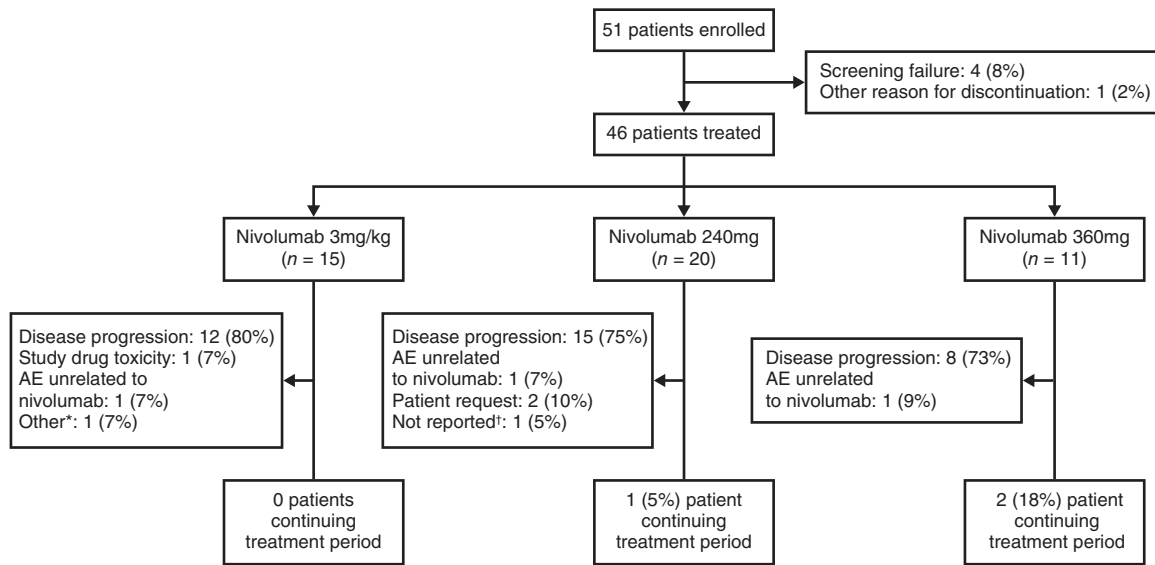 51 patients enrolled
Screening failure: 4 (8%)
Other reason for discontinuation: 1 (2%)
46 patients treated
Nivolumab 3mg/kg
(n = 15)
Nivolumab 240mg
(n = 20)
Nivolumab 360mg
(n = 11)
Disease progression: 12 (80%)
Study drug toxicity: 1 (7%)
AE unrelated to
nivolumab: 1 (7%)
Other*: 1 (7%)
Disease progression: 15 (75%)
AE unrelated
to nivolumab: 1 (7%)
Patient request: 2 (10%)
Not reported†: 1 (5%)
Disease progression: 8 (73%)
AE unrelated
to nivolumab: 1 (9%)
0 patients
continuing
treatment period
1 (5%) patient
continuing
treatment period
2 (18%) patient
continuing
treatment period